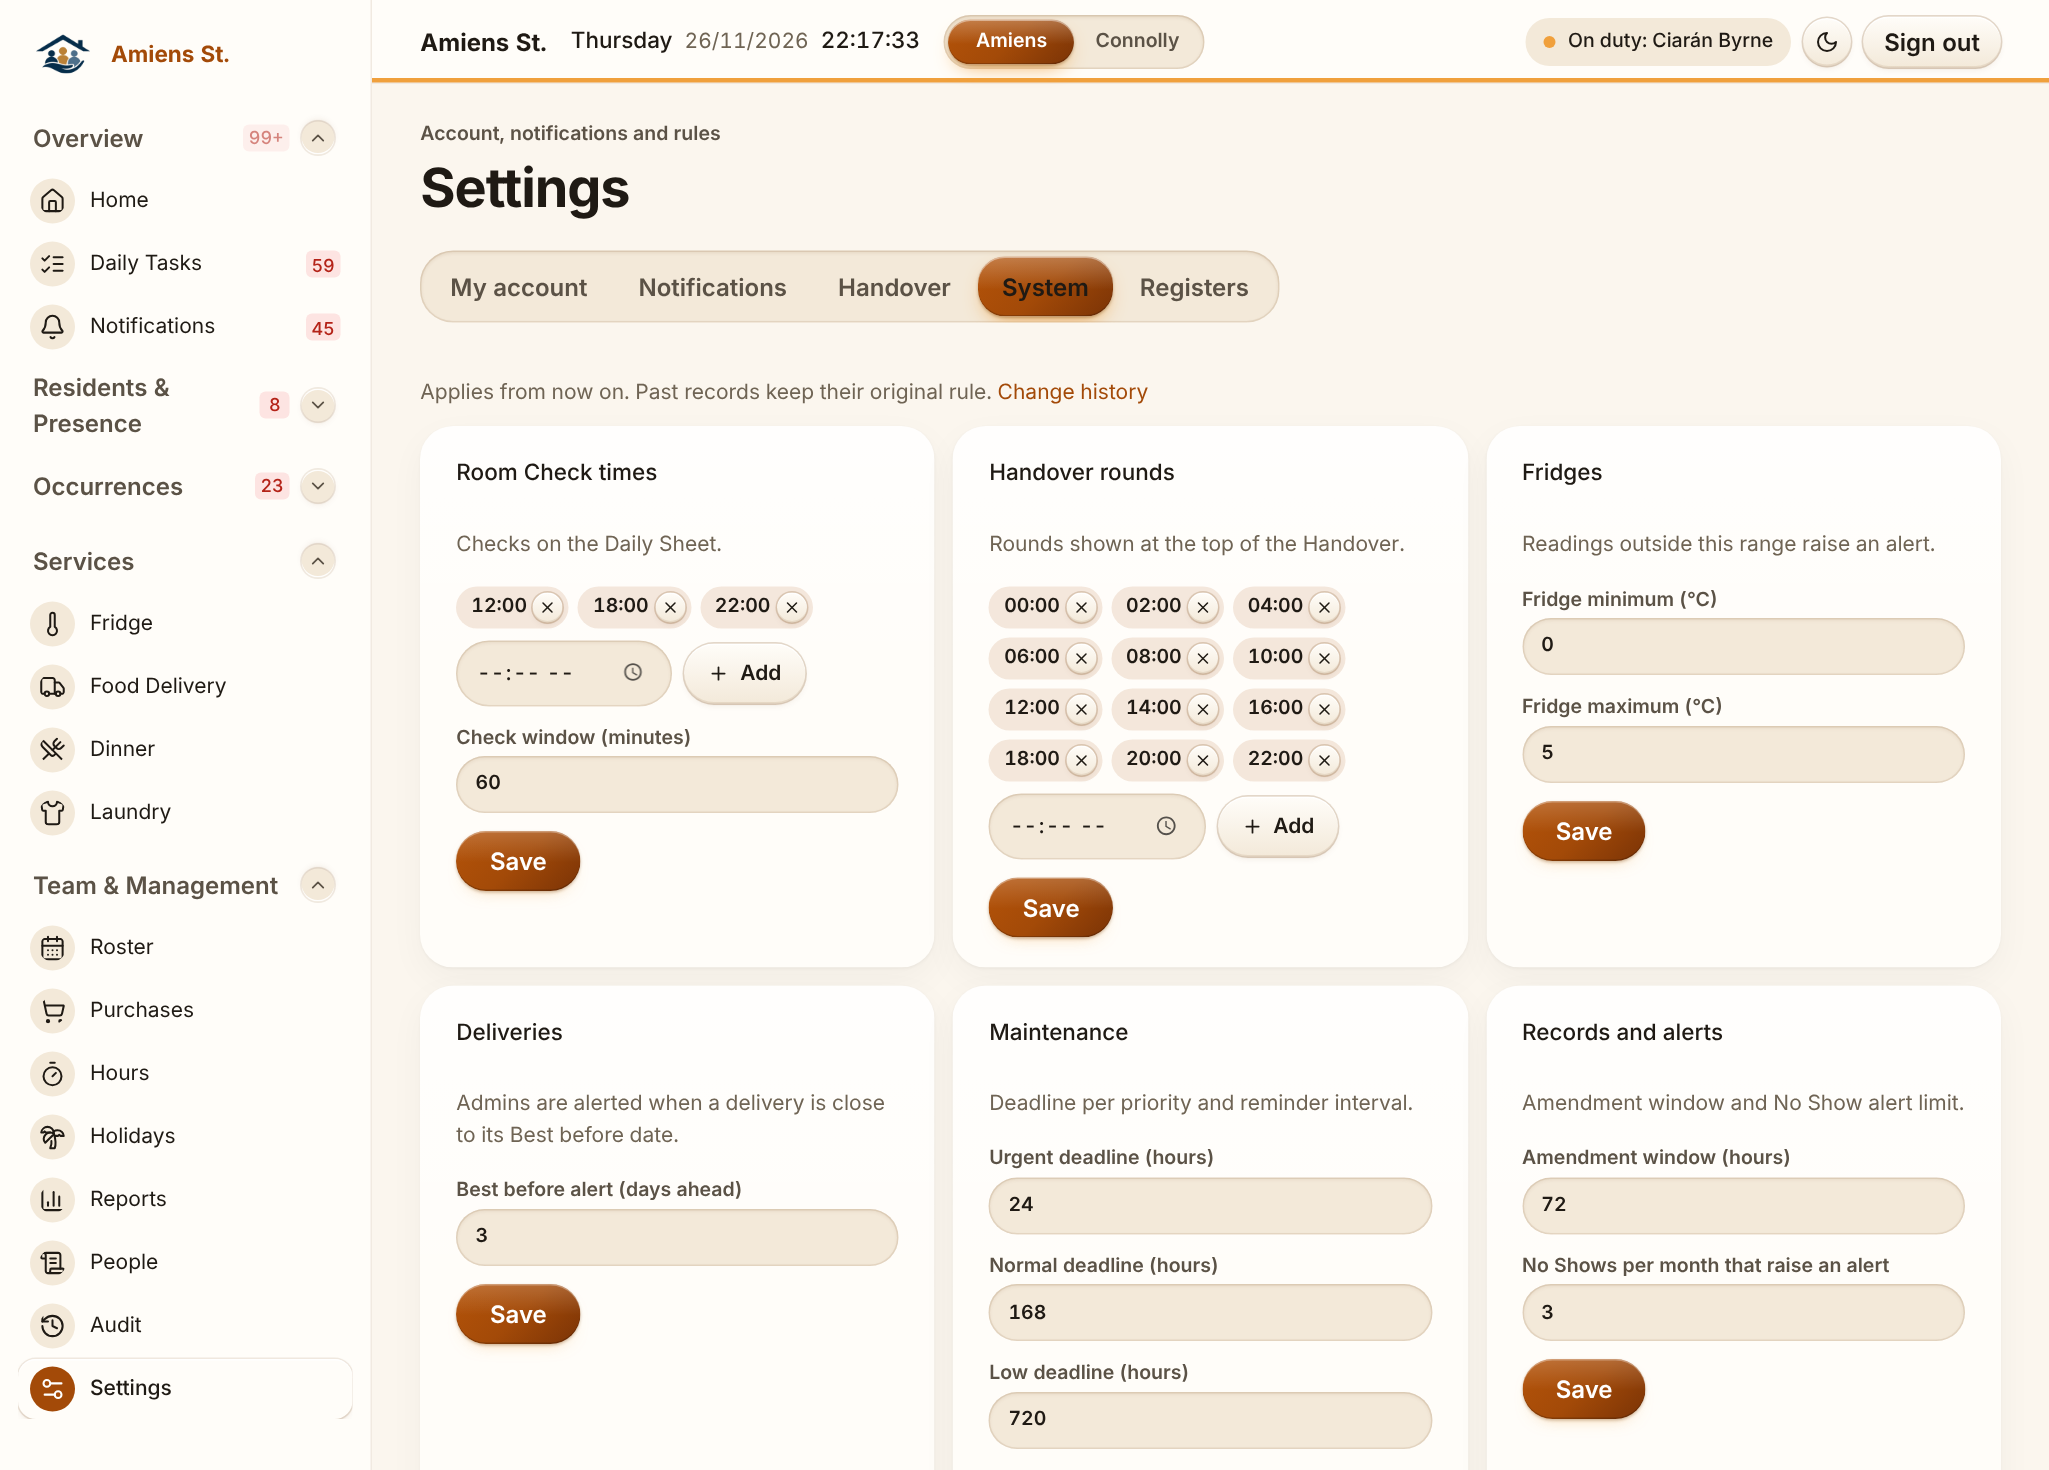 Amiens St.
Overview 99+
Home
Daily Tasks 59
Notifications 45
Residents &
Presence 8
Occurrences 23
Services
Fridge
Food Delivery
Dinner
Laundry
Team & Management
Roster
Purchases
Hours
Holidays
Reports
People
Audit
Settings
Amiens St. Thursday 26/11/2026 22:17:33 Amiens Connolly On duty: Ciarán Byrne Sign out
Account, notifications and rules
Settings
My account Notifications Handover System Registers
Applies from now on. Past records keep their original rule. Change history
Room Check times
Checks on the Daily Sheet.
12:00 18:00 22:00
--:-- -- + Add
Check window (minutes)
60
Save
Handover rounds
Rounds shown at the top of the Handover.
00:00 02:00 04:00
06:00 08:00 10:00
12:00 14:00 16:00
18:00 20:00 22:00
--:-- -- + Add
Save
Fridges
Readings outside this range raise an alert.
Fridge minimum (°C)
0
Fridge maximum (°C)
5
Save
Deliveries
Admins are alerted when a delivery is close
to its Best before date.
Best before alert (days ahead)
3
Save
Maintenance
Deadline per priority and reminder interval.
Urgent deadline (hours)
24
Normal deadline (hours)
168
Low deadline (hours)
720
Records and alerts
Amendment window and No Show alert limit.
Amendment window (hours)
72
No Shows per month that raise an alert
3
Save